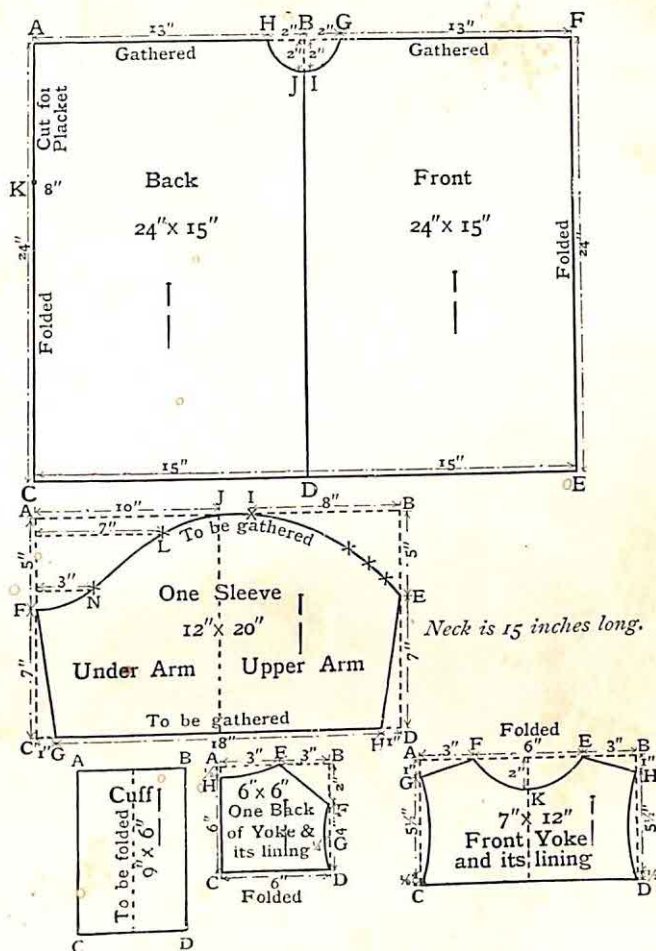 A 13" H 2" B 2" G 13" F
Gathered 2" 2" Gathered
J I
Cut for
Placket
K 8"
Back Front
24" x 15" 24" x 15"
24" 24"
Folded Folded
15" 15"
C D E
A 10" J I 8" B
7" L To be gathered
5" 5"
3" N
F E
One Sleeve
12" x 20"
Neck is 15 inches long.
7" 7"
Under Arm Upper Arm
To be gathered
C 1" G 18" H 1" D
A B
Cuff
9" x 6"
To be folded
C D
A 3" E 3" B
H
6" x 6"
2"
J
One Back
of Yoke &
its lining
6" G 4"
C 6" D
Folded
Folded
A 3" F 6" E 3" B
1" 2" 1"
G K H
7" x 12"
Front Yoke
and its lining
5½" 5½"
C D